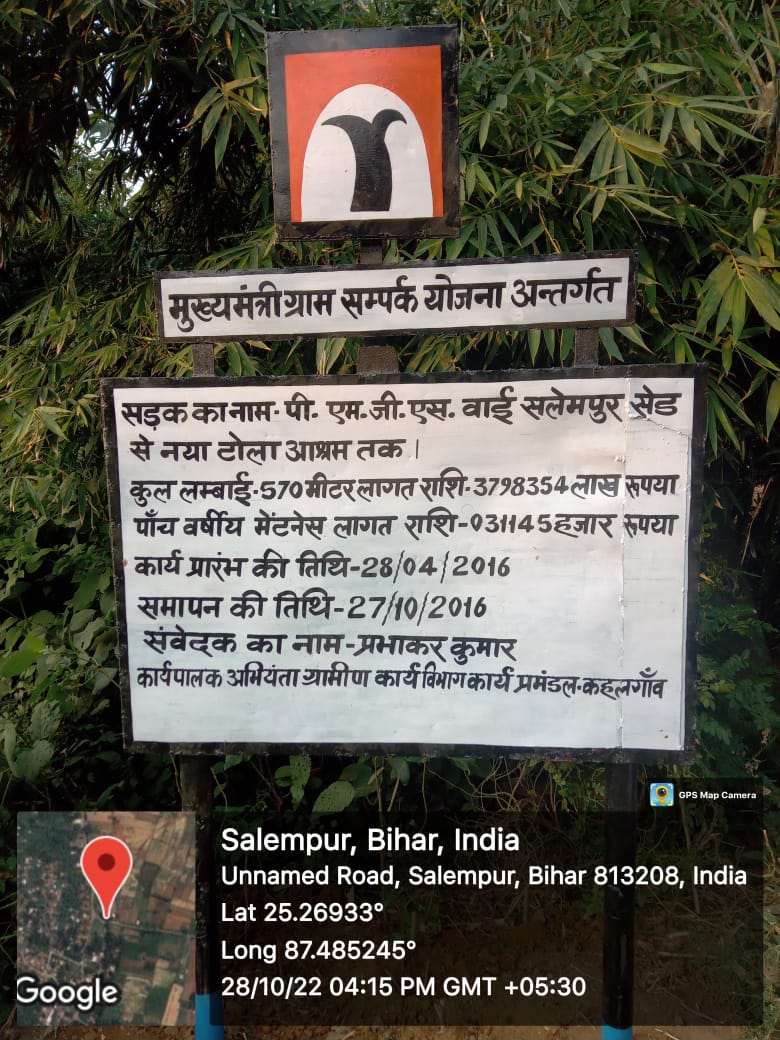 मुख्यमंत्री ग्राम सम्पर्क योजना अन्तर्गत
सड़क का नाम- पी. एम.जी.एस. वाई सलेमपुर सेड
से नया टोला आश्रम तक।
कुल लम्बाई-570मीटर लागत राशि-3798354 लाख रूपया
पाँच वर्षीय मेंटनेस लागत राशि-031145 हजार रूपया
कार्य प्रारंभ की तिथि-28/04/2016
समापन की तिथि-27/10/2016
संवेदक का नाम-प्रभाकर कुमार
कार्यपालक अभियंता ग्रामीण कार्य विभाग कार्य प्रमंडल-कहलगाँव
GPS Map Camera
Salempur, Bihar, India
Unnamed Road, Salempur, Bihar 813208, India
Lat 25.26933°
Long 87.485245°
28/10/22 04:15 PM GMT +05:30
Google